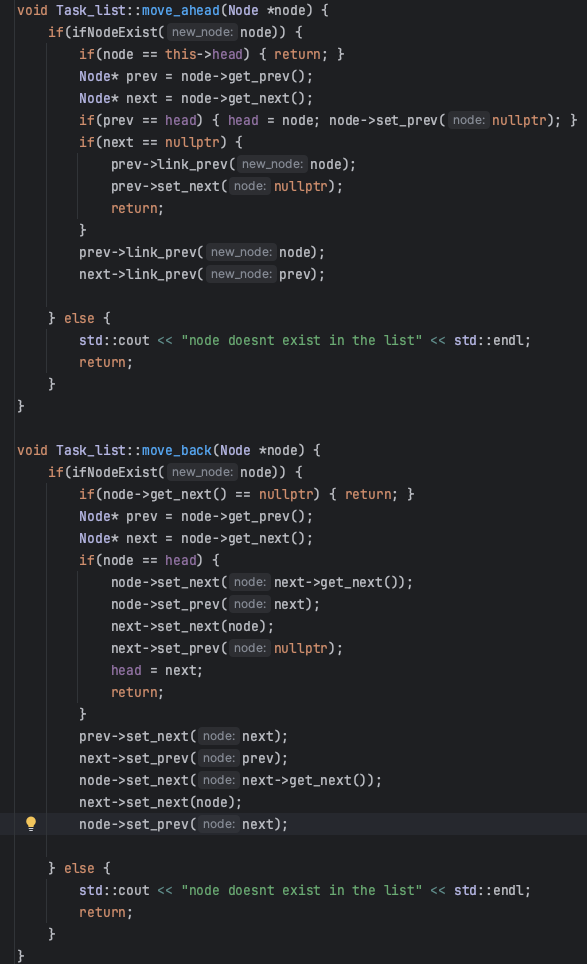 void Task_list::move_ahead(Node *node) {
    if(ifNodeExist( new_node: node)) {
        if(node == this->head) { return; }
        Node* prev = node->get_prev();
        Node* next = node->get_next();
        if(prev == head) { head = node; node->set_prev( node: nullptr); }
        if(next == nullptr) {
            prev->link_prev( new_node: node);
            prev->set_next( node: nullptr);
            return;
        }
        prev->link_prev( new_node: node);
        next->link_prev( new_node: prev);
    } else {
        std::cout << "node doesnt exist in the list" << std::endl;
        return;
    }
}
void Task_list::move_back(Node *node) {
    if(ifNodeExist( new_node: node)) {
        if(node->get_next() == nullptr) { return; }
        Node* prev = node->get_prev();
        Node* next = node->get_next();
        if(node == head) {
            node->set_next( node: next->get_next());
            node->set_prev( node: next);
            next->set_next(node);
            next->set_prev( node: nullptr);
            head = next;
            return;
        }
        prev->set_next( node: next);
        next->set_prev( node: prev);
        node->set_next( node: next->get_next());
        next->set_next(node);
        node->set_prev( node: next);
    } else {
        std::cout << "node doesnt exist in the list" << std::endl;
        return;
    }
}